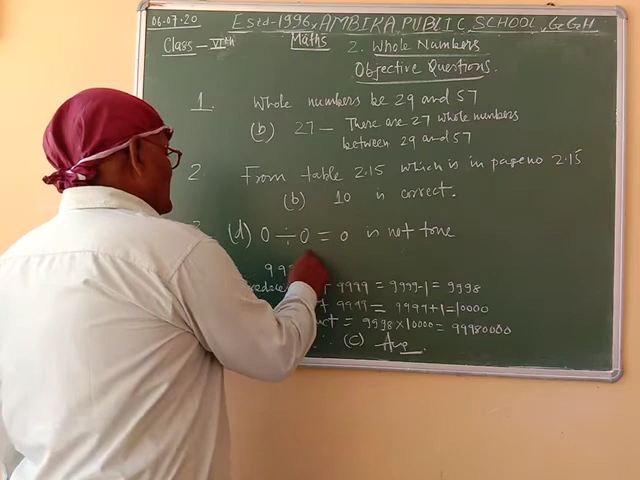 06.07.20 Estd-1996, AMBIKA PUBLIC SCHOOL, G.G.H
Class-VIth Maths 2. Whole Numbers
Objective Questions.
1. Whole numbers be 29 and 57
(b) 27 - There are 27 whole numbers
between 29 and 57
2. From table 2.15 which is in page no 2.15
(b) 10 is correct.
(d) 0 ÷ 0 = 0 is not tone
999
9999 = 9999-1 = 9998
9999 = 9999+1=10000
= 9998×10000= 99980000
(c) Ans